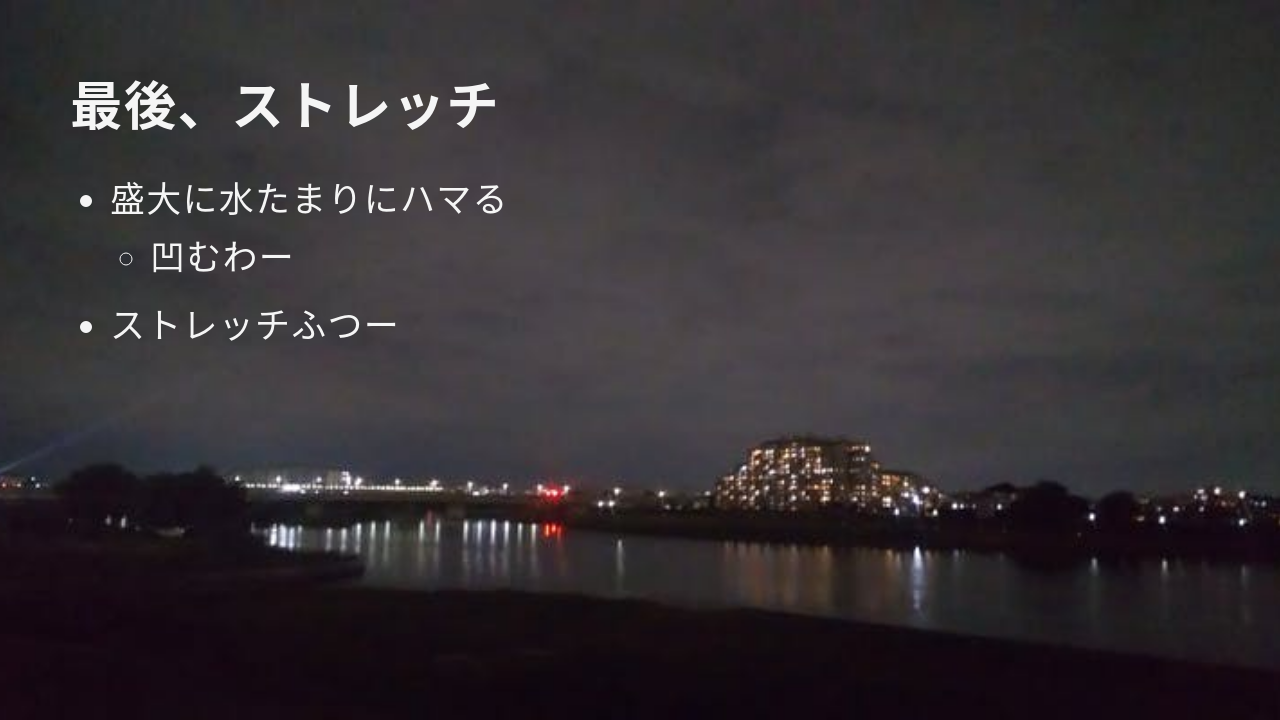 最後、ストレッチ
盛大に水たまりにハマる
凹むわー
ストレッチふつー